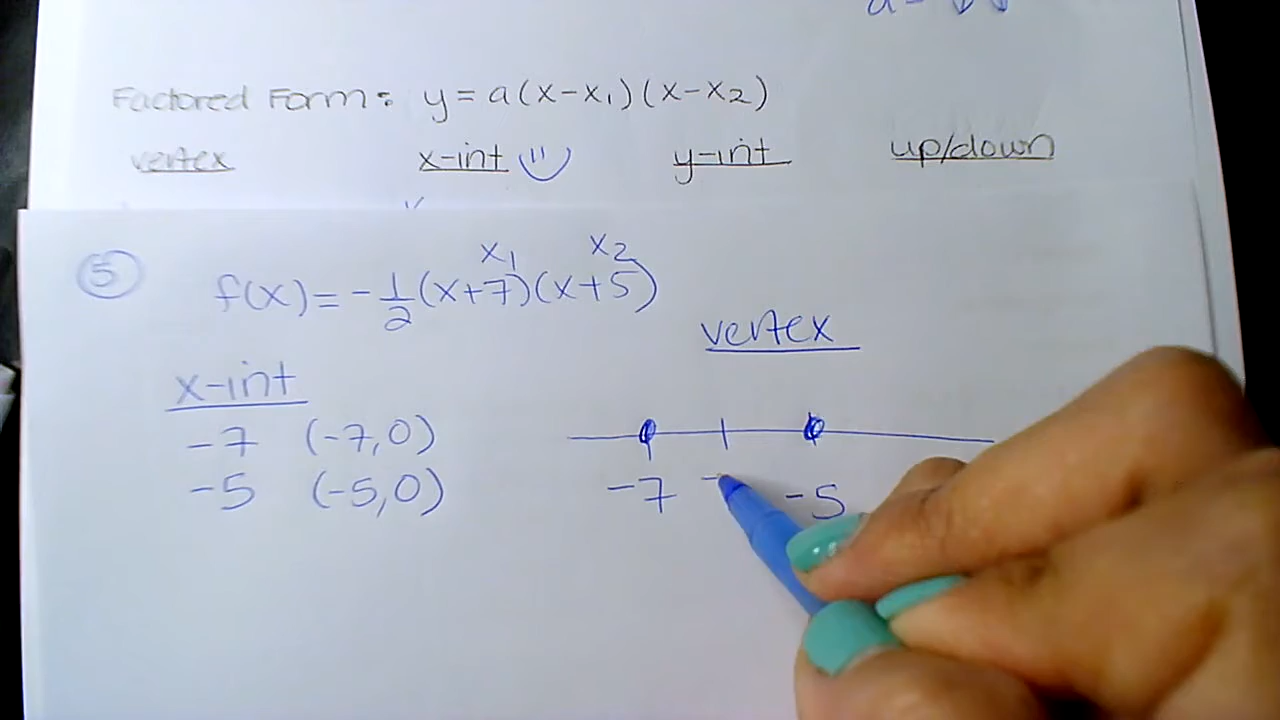 Factored Form: y=a(x-x₁)(x-x₂)
vertex x-int y-int up/down
5
x₁ x₂
f(x)=-1/2(x+7)(x+5)
vertex
x-int
-7 (-7,0)
-5 (-5,0)
-7 - -5